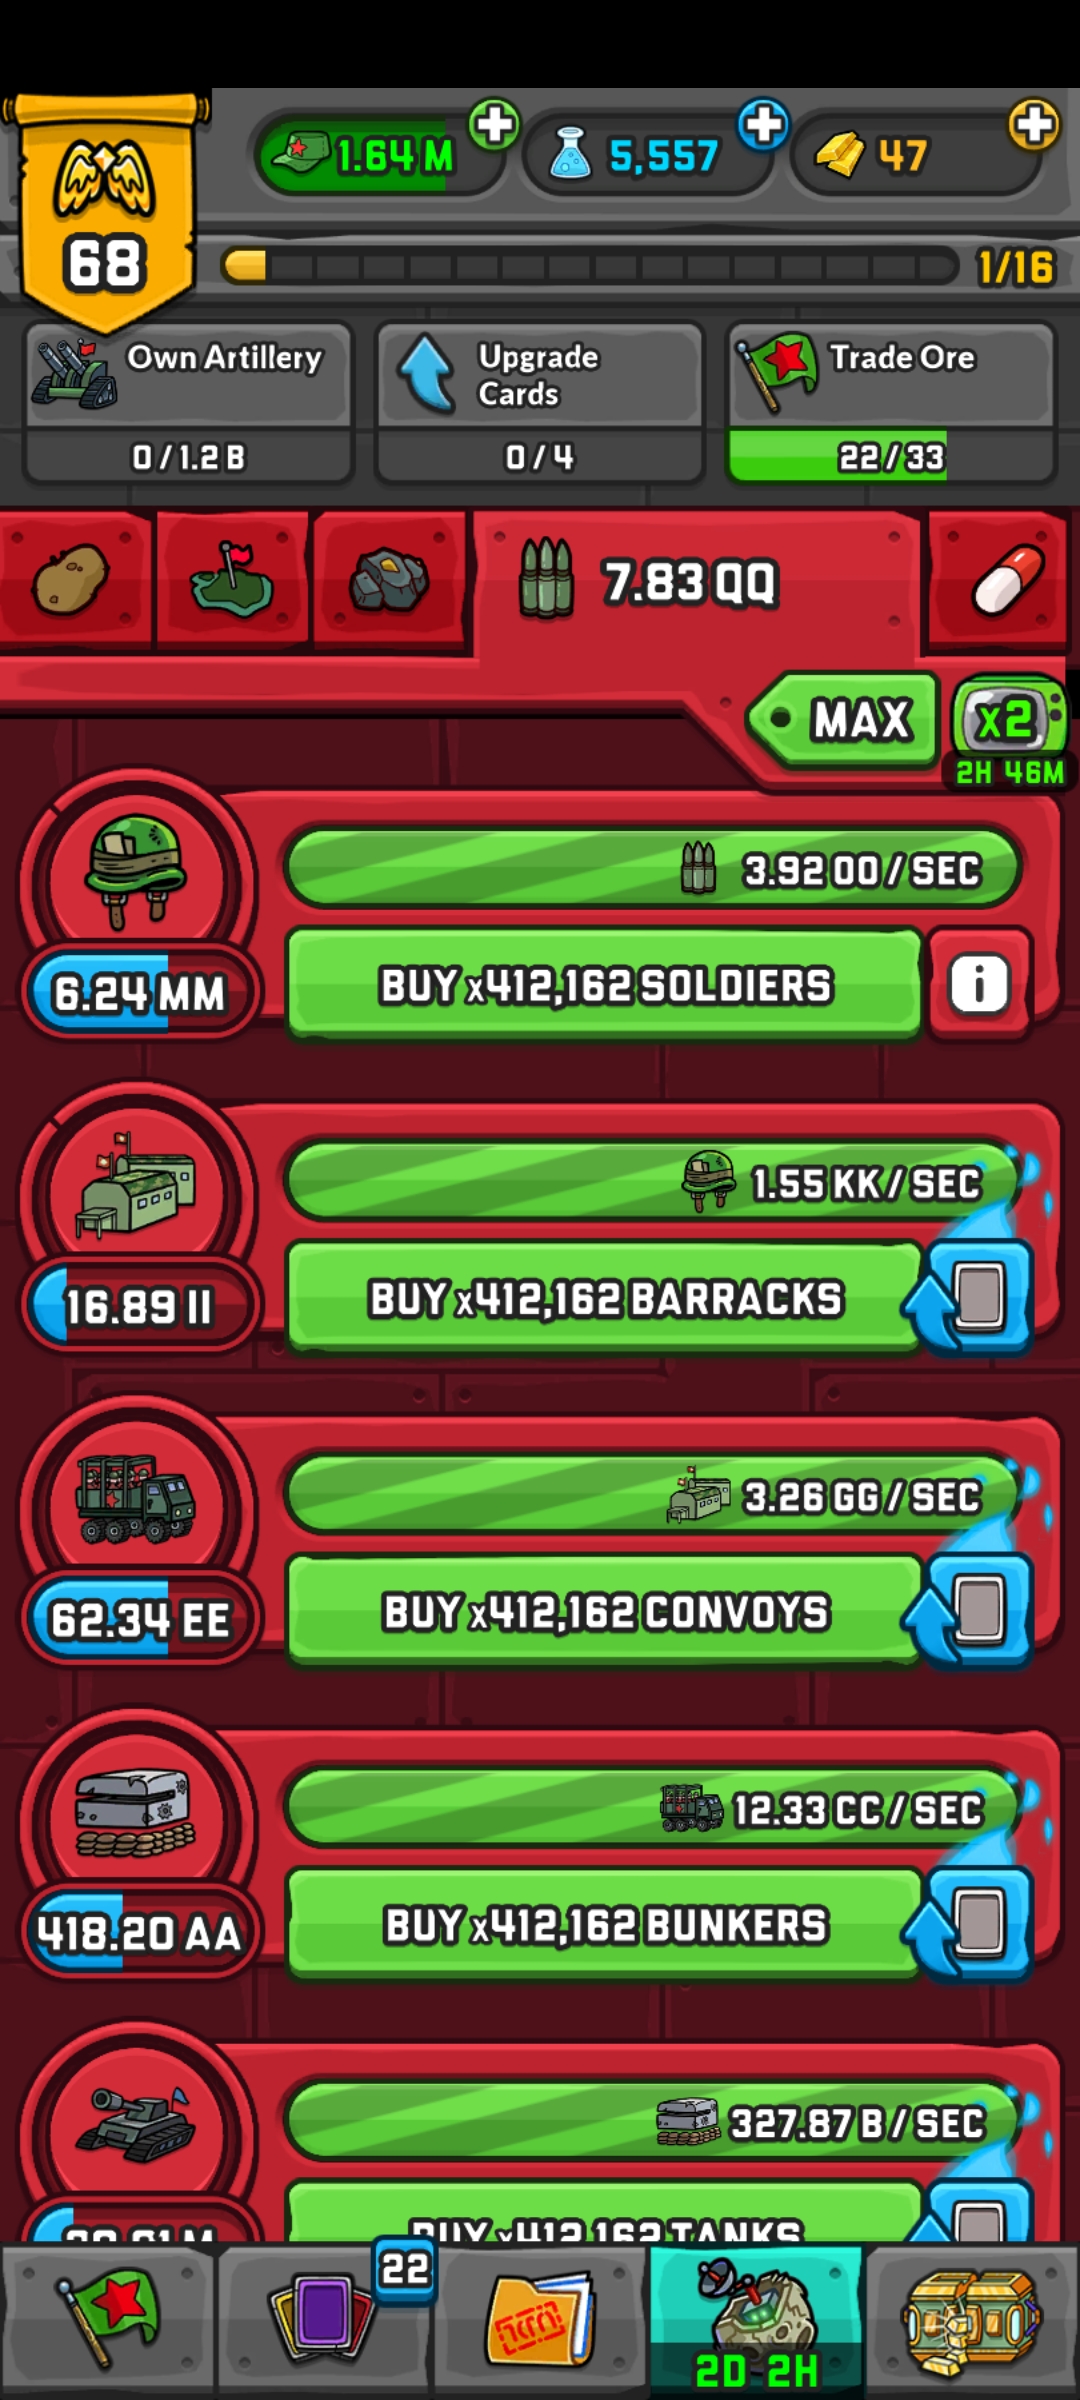 1.64 M
5,557
47
68
1/16
Own Artillery
0 / 1.2 B
Upgrade
Cards
0 / 4
Trade Ore
22 / 33
7.83 QQ
MAX
x2
2H 46M
3.92 OO / SEC
6.24 MM
BUY x412,162 SOLDIERS
i
1.55 KK / SEC
16.89 II
BUY x412,162 BARRACKS
3.26 GG / SEC
62.34 EE
BUY x412,162 CONVOYS
12.33 CC / SEC
418.20 AA
BUY x412,162 BUNKERS
327.87 B / SEC
BUY x412,162 TANKS
22
2D 2H